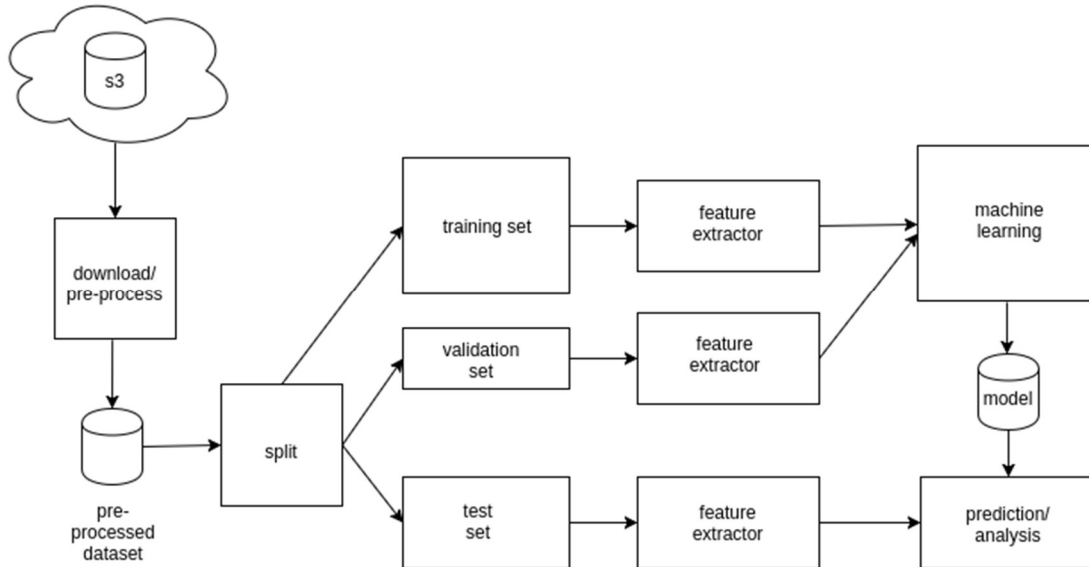 s3
download/
pre-process
pre-
processed
dataset
split
training set
validation
set
test
set
feature
extractor
feature
extractor
feature
extractor
machine
learning
model
prediction/
analysis